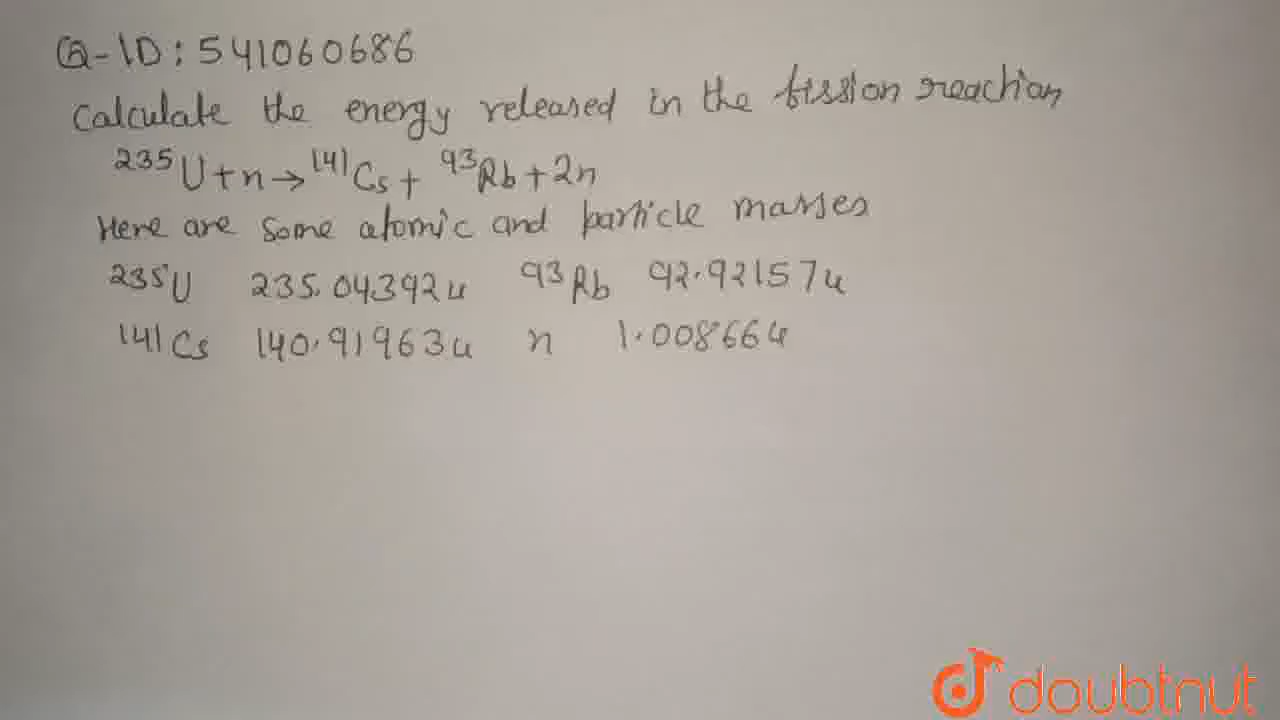 Q-ID: 541060686
Calculate the energy released in the fission reaction
²³⁵U+n→¹⁴¹Cs+ ⁹³Rb+2n
Here are some atomic and particle masses
²³⁵U 235.04392u ⁹³Rb 92.92157u
¹⁴¹Cs 140.91963u n 1.00866u
doubtnut